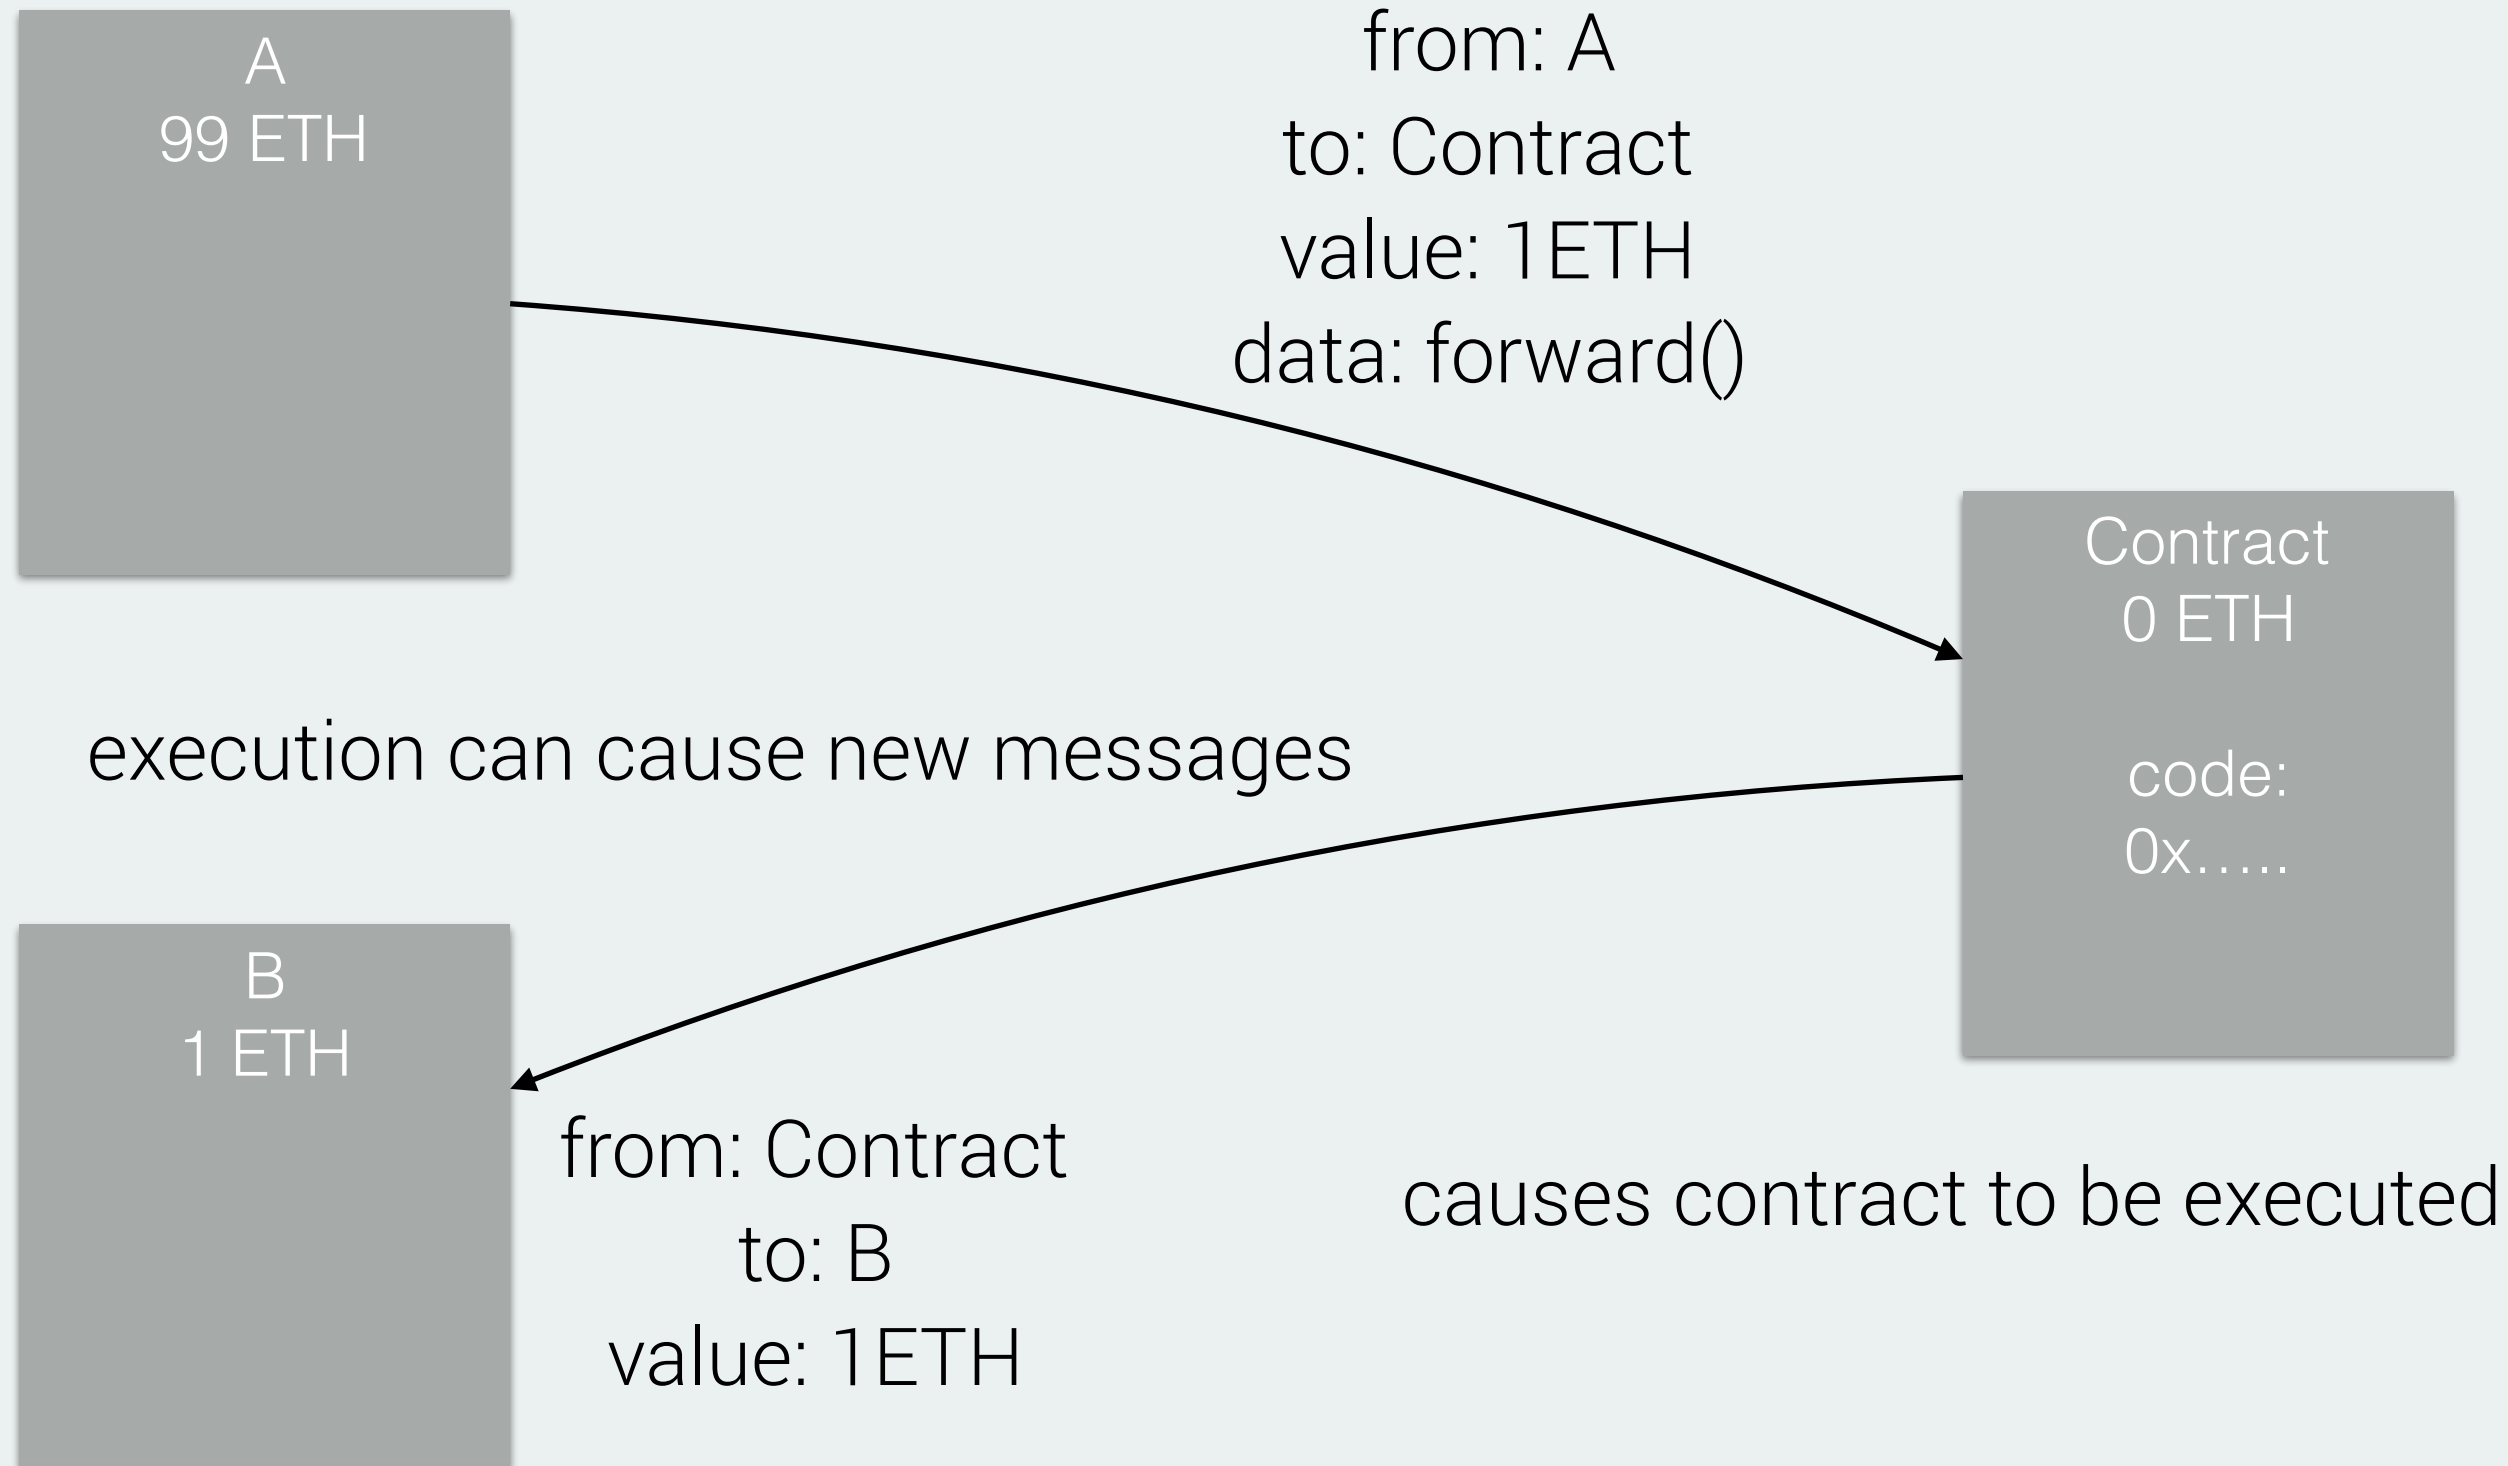 A
99 ETH
from: A
to: Contract
value: 1ETH
data: forward()
Contract
0 ETH
code:
0x.....
execution can cause new messages
B
1 ETH
from: Contract
to: B
value: 1ETH
causes contract to be executed